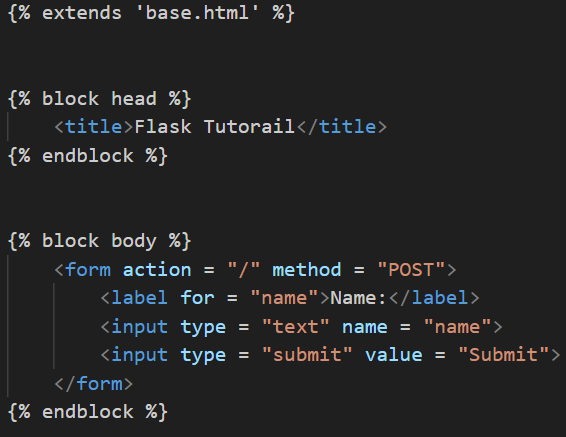 {% extends 'base.html' %}
{% block head %}
<title>Flask Tutorail</title>
{% endblock %}
{% block body %}
<form action = "/" method = "POST">
<label for = "name">Name:</label>
<input type = "text" name = "name">
<input type = "submit" value = "Submit">
</form>
{% endblock %}